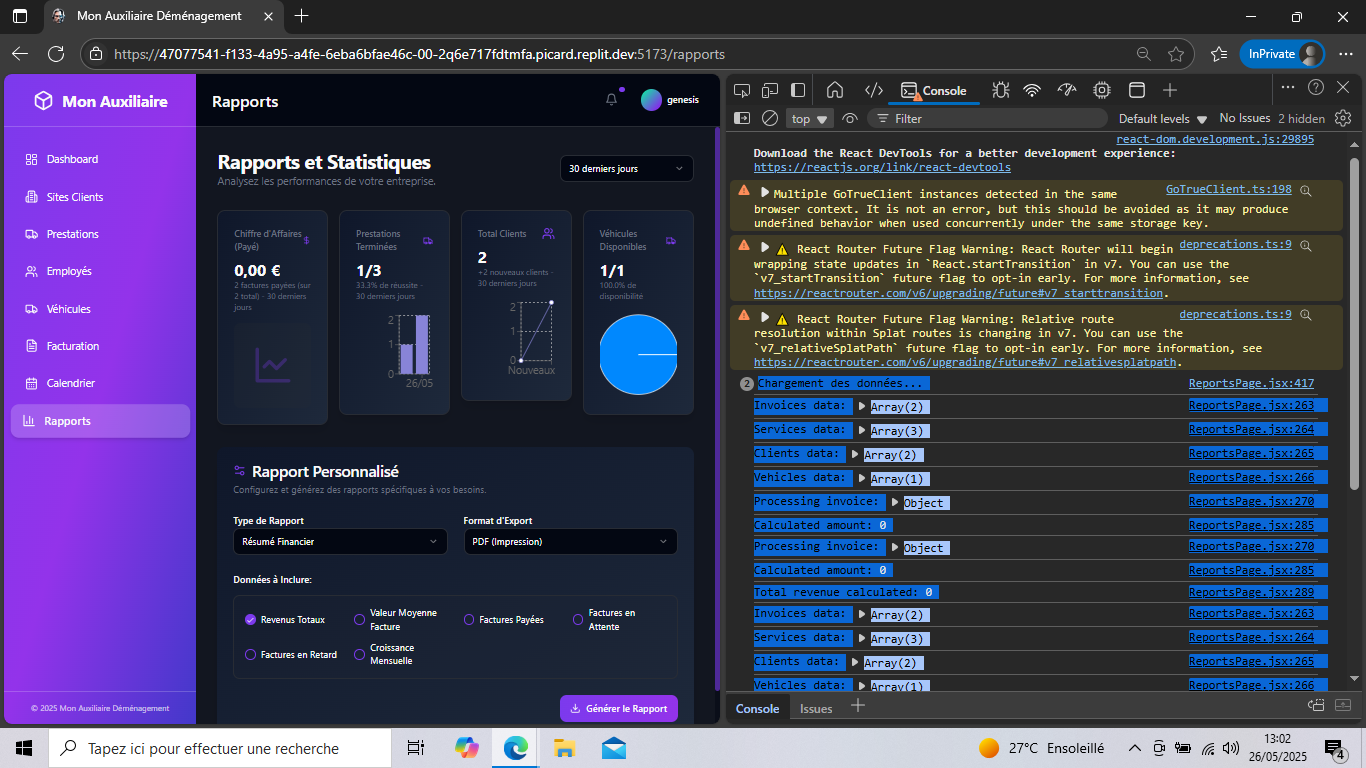 Mon Auxiliaire Déménagement
https://47077541-f133-4a95-a4fe-6eba6bfae46c-00-2q6e717fdtmfa.picard.replit.dev:5173/rapports
InPrivate
Mon Auxiliaire
Dashboard
Sites Clients
Prestations
Employés
Véhicules
Facturation
Calendrier
Rapports
© 2025 Mon Auxiliaire Déménagement
Rapports
genesis
Rapports et Statistiques
Analysez les performances de votre entreprise.
30 derniers jours
Chiffre d'Affaires
(Payé)
$
0,00 €
2 factures payées (sur
2 total) - 30 derniers
jours
Prestations
Terminées
1/3
33.3% de réussite -
30 derniers jours
2
1
0
26/05
Total Clients
2
+2 nouveaux clients -
30 derniers jours
2
1
0
Nouveaux
Véhicules
Disponibles
1/1
100.0% de
disponibilité
Rapport Personnalisé
Configurez et générez des rapports spécifiques à vos besoins.
Type de Rapport
Résumé Financier
Format d'Export
PDF (Impression)
Données à Inclure:
Revenus Totaux
Valeur Moyenne
Facture
Factures Payées
Factures en
Attente
Factures en Retard
Croissance
Mensuelle
Générer le Rapport
Console
top
Filter
Default levels
No Issues
2 hidden
react-dom.development.js:29895
Download the React DevTools for a better development experience:
https://reactjs.org/link/react-devtools
Multiple GoTrueClient instances detected in the same GoTrueClient.ts:198
browser context. It is not an error, but this should be avoided as it may produce
undefined behavior when used concurrently under the same storage key.
React Router Future Flag Warning: React Router will begin deprecations.ts:9
wrapping state updates in `React.startTransition` in v7. You can use the
`v7_startTransition` future flag to opt-in early. For more information, see
https://reactrouter.com/v6/upgrading/future#v7_starttransition.
React Router Future Flag Warning: Relative route deprecations.ts:9
resolution within Splat routes is changing in v7. You can use the
`v7_relativeSplatPath` future flag to opt-in early. For more information, see
https://reactrouter.com/v6/upgrading/future#v7_relativesplatpath.
2 Chargement des données... ReportsPage.jsx:417
Invoices data: Array(2) ReportsPage.jsx:263
Services data: Array(3) ReportsPage.jsx:264
Clients data: Array(2) ReportsPage.jsx:265
Vehicles data: Array(1) ReportsPage.jsx:266
Processing invoice: Object ReportsPage.jsx:270
Calculated amount: 0 ReportsPage.jsx:285
Processing invoice: Object ReportsPage.jsx:270
Calculated amount: 0 ReportsPage.jsx:285
Total revenue calculated: 0 ReportsPage.jsx:289
Invoices data: Array(2) ReportsPage.jsx:263
Services data: Array(3) ReportsPage.jsx:264
Clients data: Array(2) ReportsPage.jsx:265
Vehicles data: Array(1) ReportsPage.jsx:266
Console
Issues
Tapez ici pour effectuer une recherche
27°C Ensoleillé
13:02
26/05/2025
4